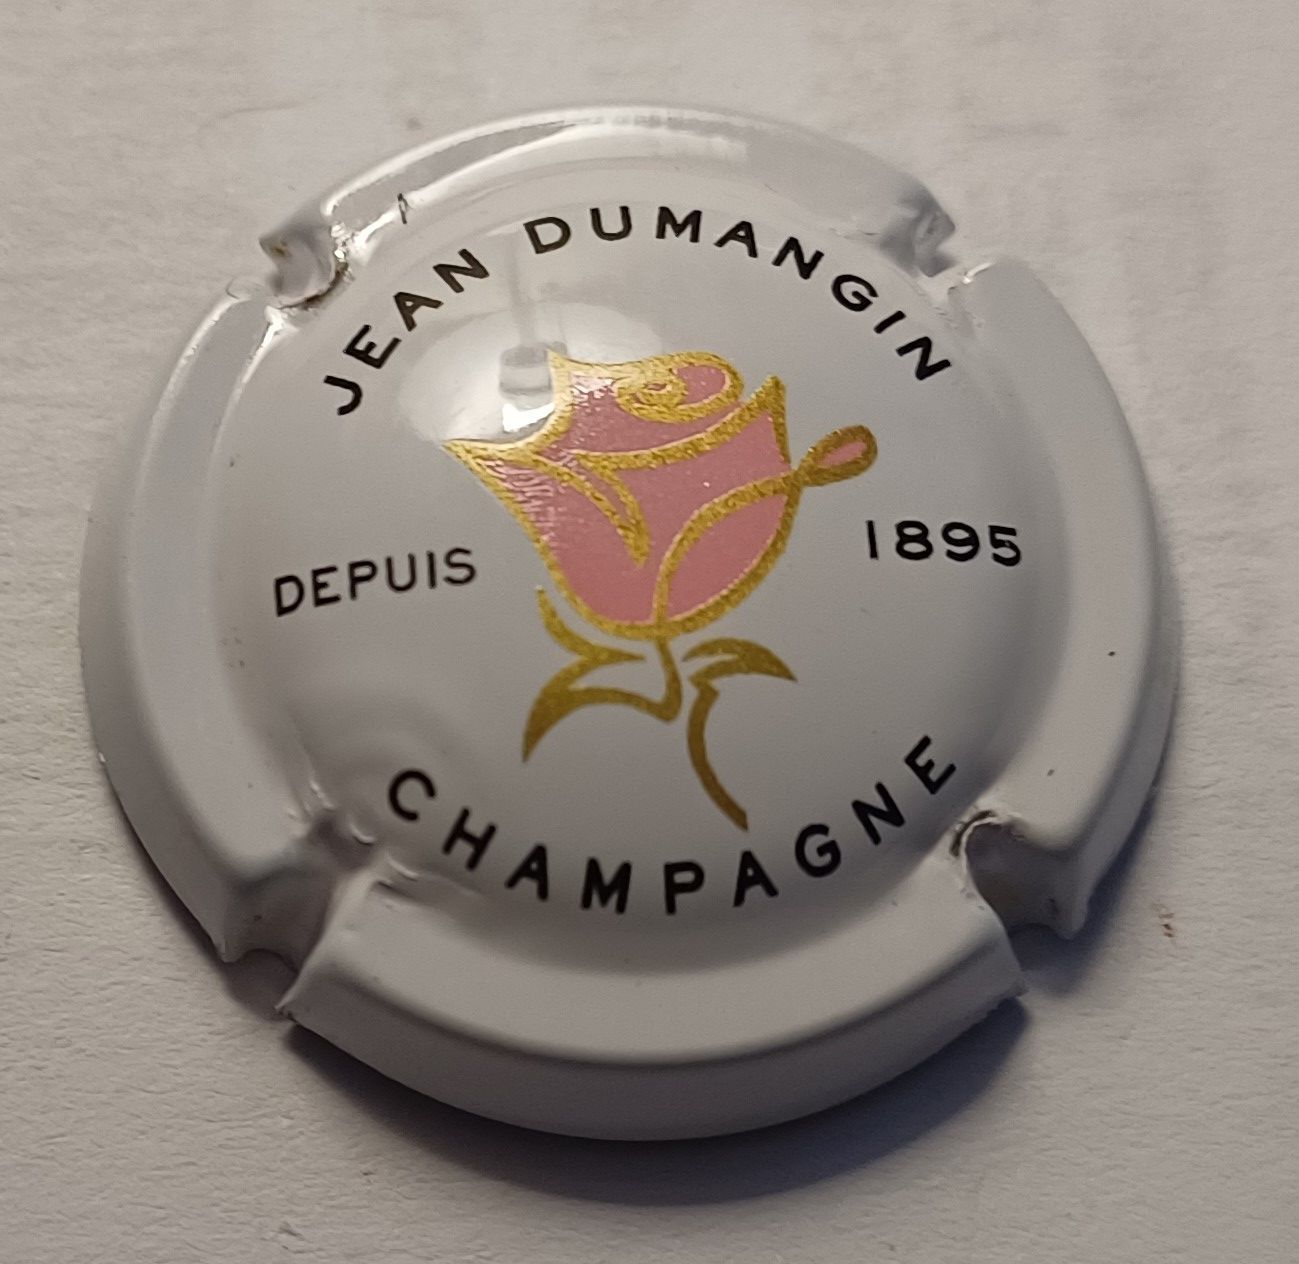 JEAN DUMANGIN
DEPUIS 1895
CHAMPAGNE